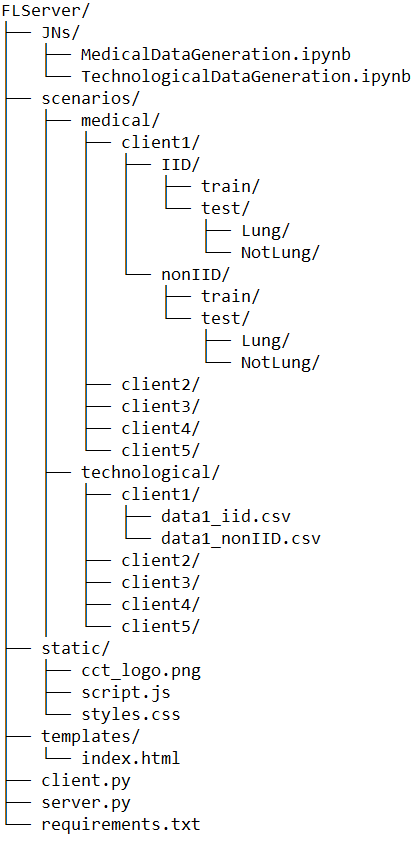 FLServer/
├── JNs/
│   ├── MedicalDataGeneration.ipynb
│   └── TechnologicalDataGeneration.ipynb
├── scenarios/
│   ├── medical/
│   │   ├── client1/
│   │   │   ├── IID/
│   │   │   │   ├── train/
│   │   │   │   └── test/
│   │   │   │       ├── Lung/
│   │   │   │       └── NotLung/
│   │   │   └── nonIID/
│   │   │       ├── train/
│   │   │       └── test/
│   │   │           ├── Lung/
│   │   │           └── NotLung/
│   │   ├── client2/
│   │   ├── client3/
│   │   ├── client4/
│   │   └── client5/
│   ├── technological/
│   │   ├── client1/
│   │   │   ├── data1_iid.csv
│   │   │   └── data1_nonIID.csv
│   │   ├── client2/
│   │   ├── client3/
│   │   ├── client4/
│   │   └── client5/
├── static/
│   ├── cct_logo.png
│   ├── script.js
│   └── styles.css
├── templates/
│   └── index.html
├── client.py
├── server.py
└── requirements.txt